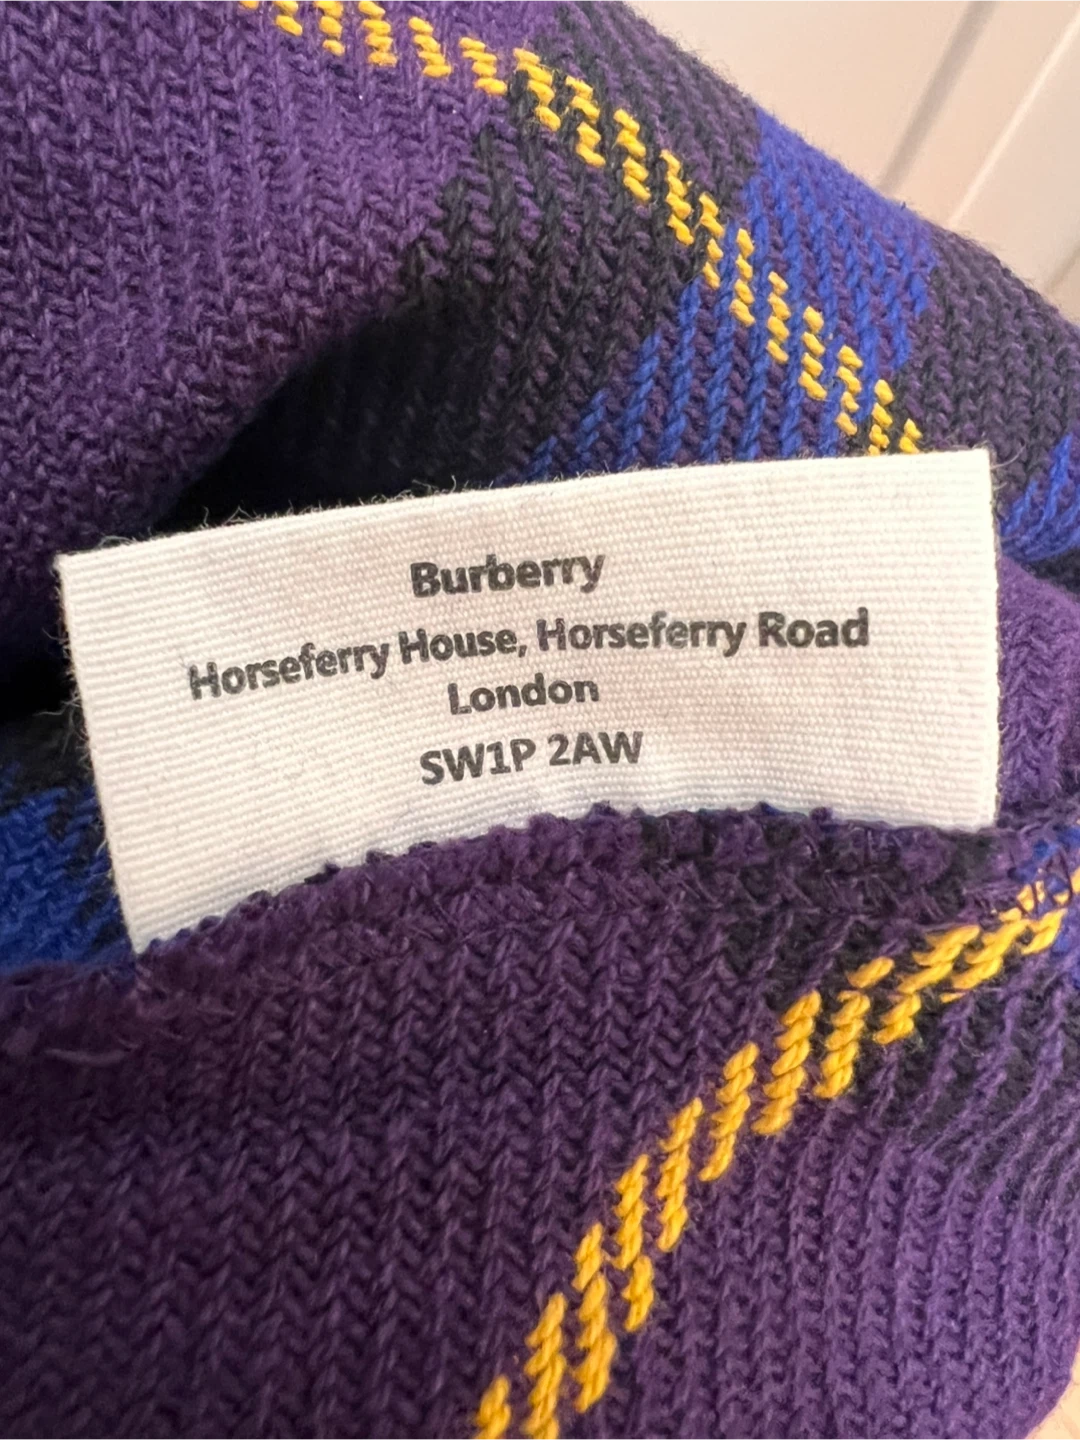 Burberry
Horseferry House, Horseferry Road
London
SW1P 2AW